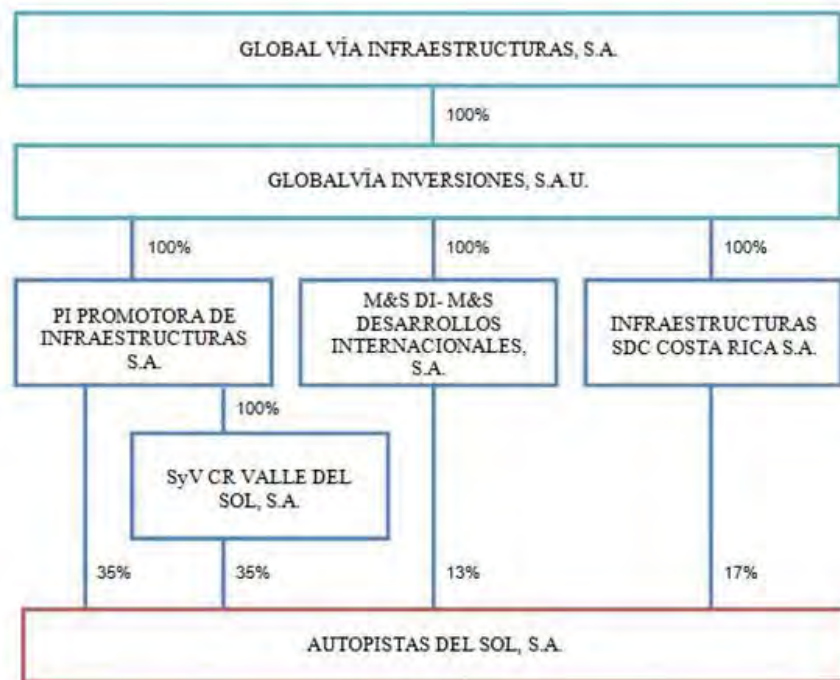 GLOBAL VÍA INFRAESTRUCTURAS, S.A.
100%
GLOBALVÍA INVERSIONES, S.A.U.
100%
100%
100%
PI PROMOTORA DE
INFRAESTRUCTURAS
S.A.
M&S DI- M&S
DESARROLLOS
INTERNACIONALES,
S.A.
INFRAESTRUCTURAS
SDC COSTA RICA S.A.
100%
SyV CR VALLE DEL
SOL, S.A.
35%
35%
13%
17%
AUTOPISTAS DEL SOL, S.A.